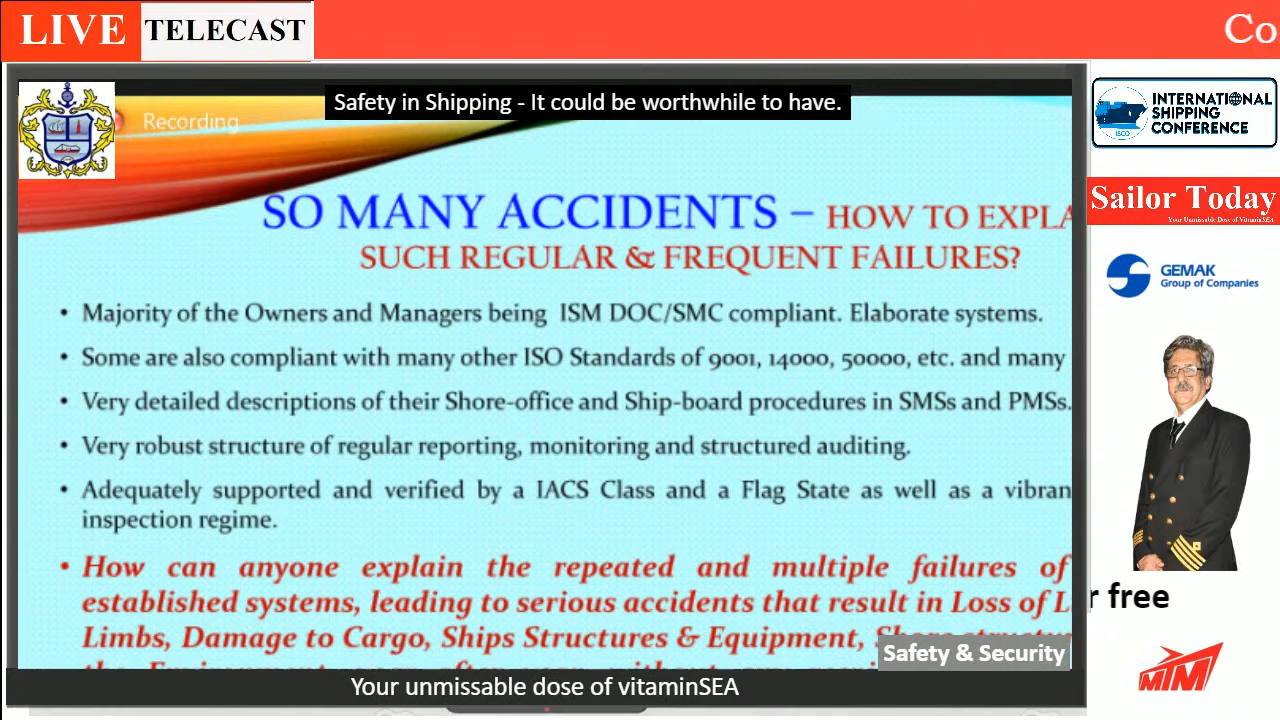 LIVE TELECAST
Co
Safety in Shipping - It could be worthwhile to have.
Recording
SO MANY ACCIDENTS – HOW TO EXPLA
SUCH REGULAR & FREQUENT FAILURES?
• Majority of the Owners and Managers being ISM DOC/SMC compliant. Elaborate systems.
• Some are also compliant with many other ISO Standards of 9001, 14000, 50000, etc. and many
• Very detailed descriptions of their Shore-office and Ship-board procedures in SMSs and PMSs.
• Very robust structure of regular reporting, monitoring and structured auditing.
• Adequately supported and verified by a IACS Class and a Flag State as well as a vibran
inspection regime.
• How can anyone explain the repeated and multiple failures of
established systems, leading to serious accidents that result in Loss of L
Limbs, Damage to Cargo, Ships Structures & Equipment,
Safety & Security
Your unmissable dose of vitaminSEA
INTERNATIONAL
SHIPPING
CONFERENCE
ISCO
Sailor Today
Your Unmissable Dose of VitaminSEA
GEMAK
Group of Companies
r free
MTM